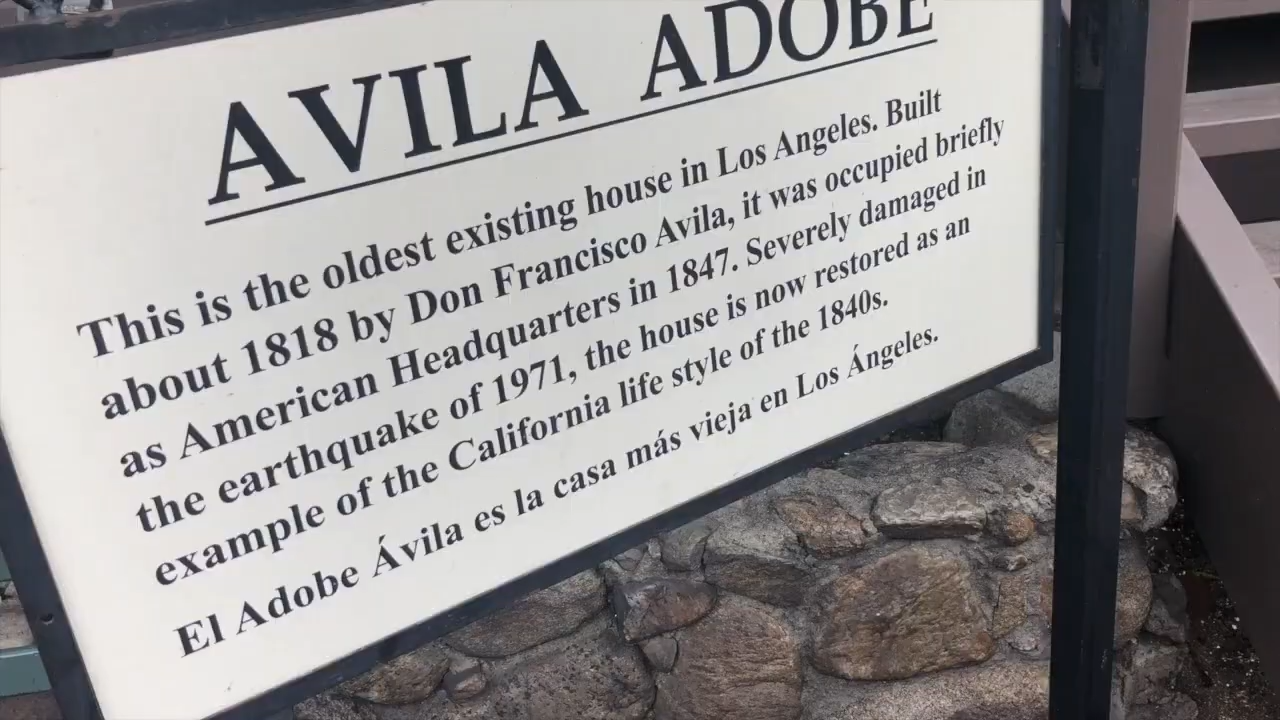 AVILA ADOBE
This is the oldest existing house in Los Angeles. Built
about 1818 by Don Francisco Avila, it was occupied briefly
as American Headquarters in 1847. Severely damaged in
the earthquake of 1971, the house is now restored as an
example of the California life style of the 1840s.
El Adobe Ávila es la casa más vieja en Los Ángeles.